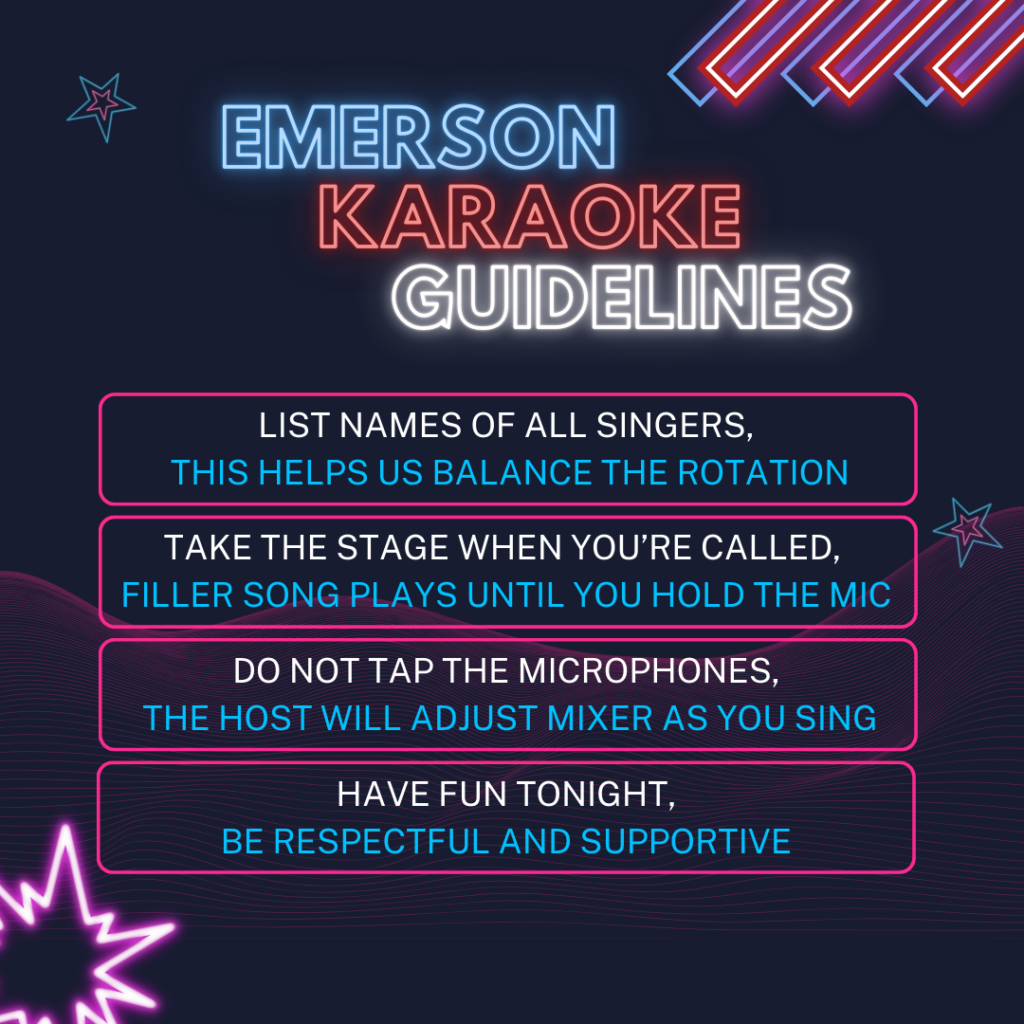 EMERSON
KARAOKE
GUIDELINES
LIST NAMES OF ALL SINGERS,
THIS HELPS US BALANCE THE ROTATION
TAKE THE STAGE WHEN YOU’RE CALLED,
FILLER SONG PLAYS UNTIL YOU HOLD THE MIC
DO NOT TAP THE MICROPHONES,
THE HOST WILL ADJUST MIXER AS YOU SING
HAVE FUN TONIGHT,
BE RESPECTFUL AND SUPPORTIVE